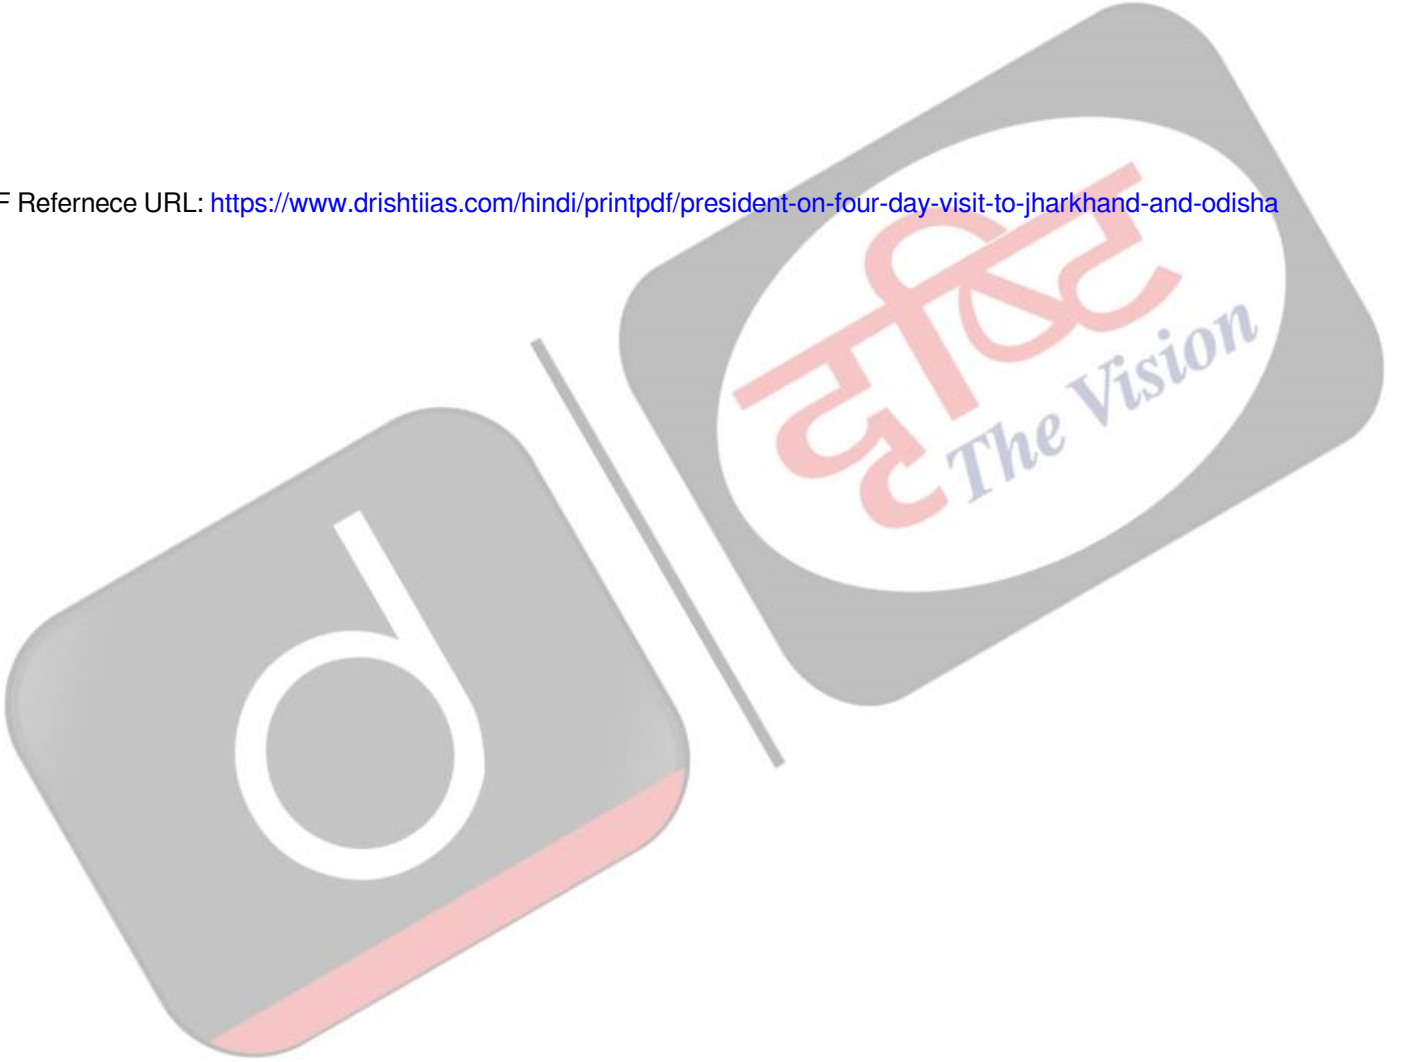 F Refernece URL: https://www.drishtiias.com/hindi/printpdf/president-on-four-day-visit-to-jharkhand-and-odisha
दृष्टि
The Vision
d